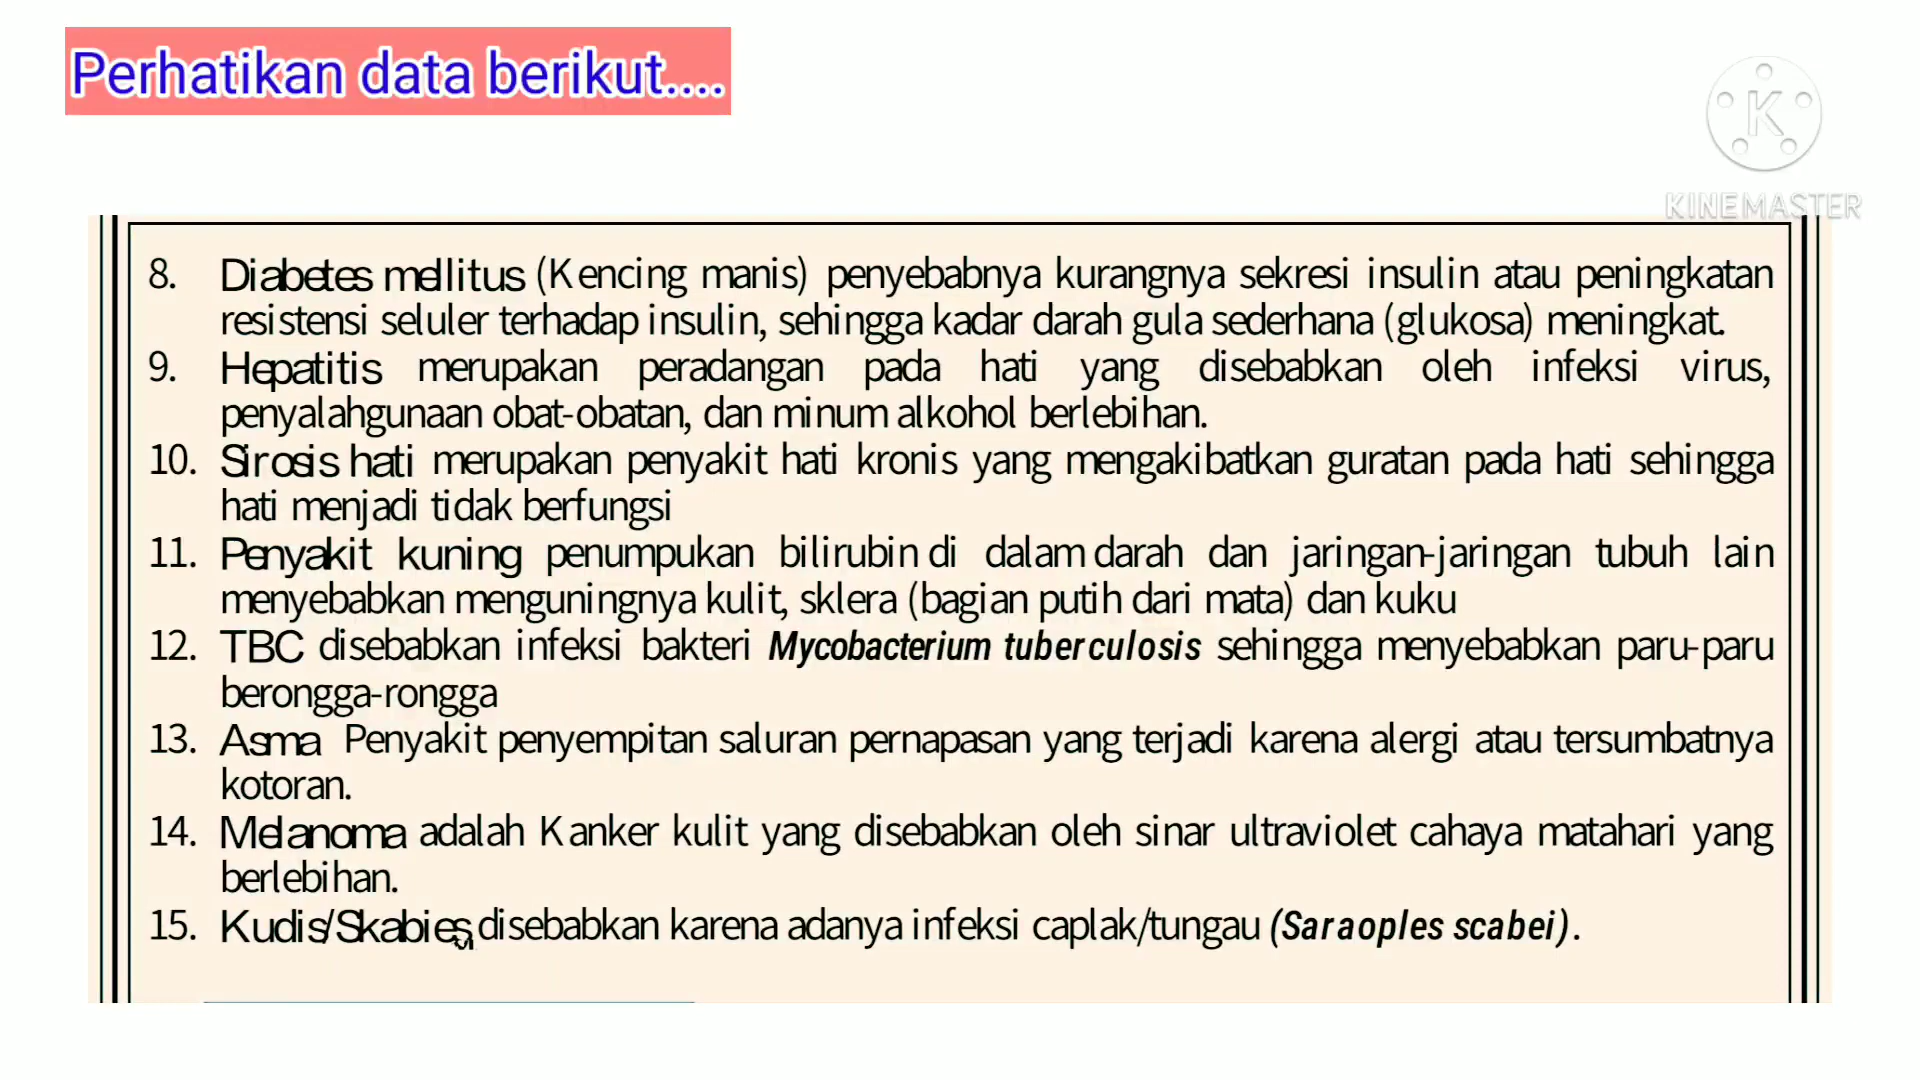 Perhatikan data berikut....
K
KINEMASTER
8. Diabetes mellitus (Kencing manis) penyebabnya kurangnya sekresi insulin atau peningkatan
resistensi seluler terhadap insulin, sehingga kadar darah gula sederhana (glukosa) meningkat.
9. Hepatitis merupakan peradangan pada hati yang disebabkan oleh infeksi virus,
penyalahgunaan obat-obatan, dan minum alkohol berlebihan.
10. Sirosis hati merupakan penyakit hati kronis yang mengakibatkan guratan pada hati sehingga
hati menjadi tidak berfungsi
11. Penyakit kuning penumpukan bilirubin di dalam darah dan jaringan-jaringan tubuh lain
menyebabkan menguningnya kulit, sklera (bagian putih dari mata) dan kuku
12. TBC disebabkan infeksi bakteri Mycobacterium tuberculosis sehingga menyebabkan paru-paru
berongga-rongga
13. Asma Penyakit penyempitan saluran pernapasan yang terjadi karena alergi atau tersumbatnya
kotoran.
14. Melanoma adalah Kanker kulit yang disebabkan oleh sinar ultraviolet cahaya matahari yang
berlebihan.
15. Kudis/Skabies disebabkan karena adanya infeksi caplak/tungau (Saraoples scabei).